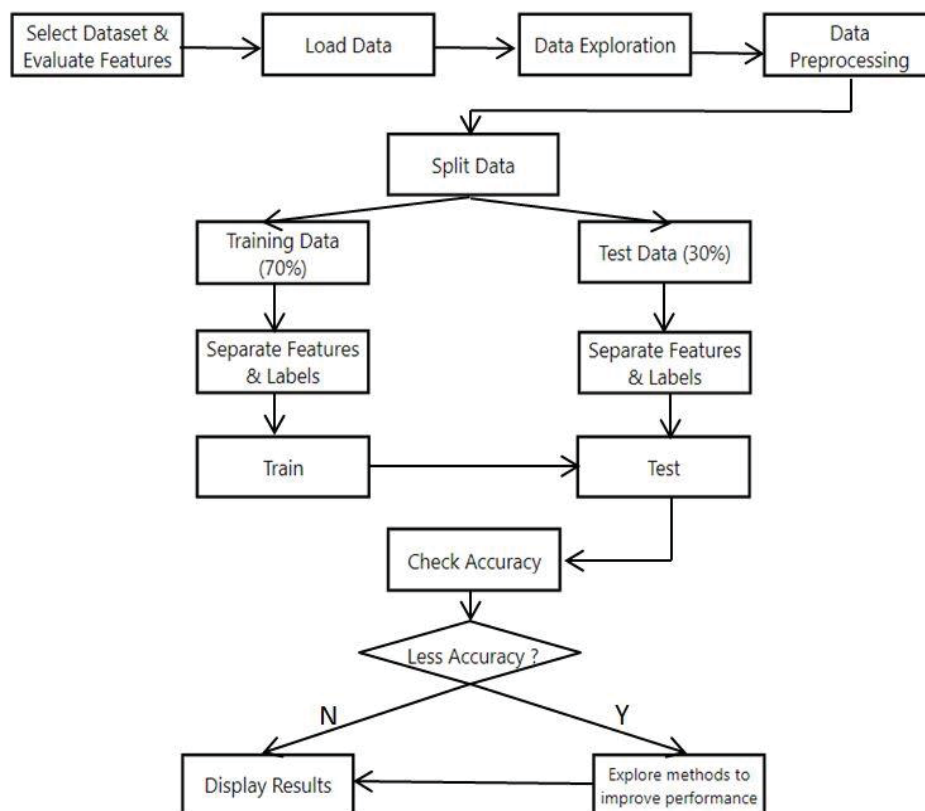 Select Dataset &
Evaluate Features
Load Data
Data Exploration
Data
Preprocessing
Split Data
Training Data
(70%)
Test Data (30%)
Separate Features
& Labels
Separate Features
& Labels
Train
Test
Check Accuracy
Less Accuracy ?
N
Y
Display Results
Explore methods to
improve performance